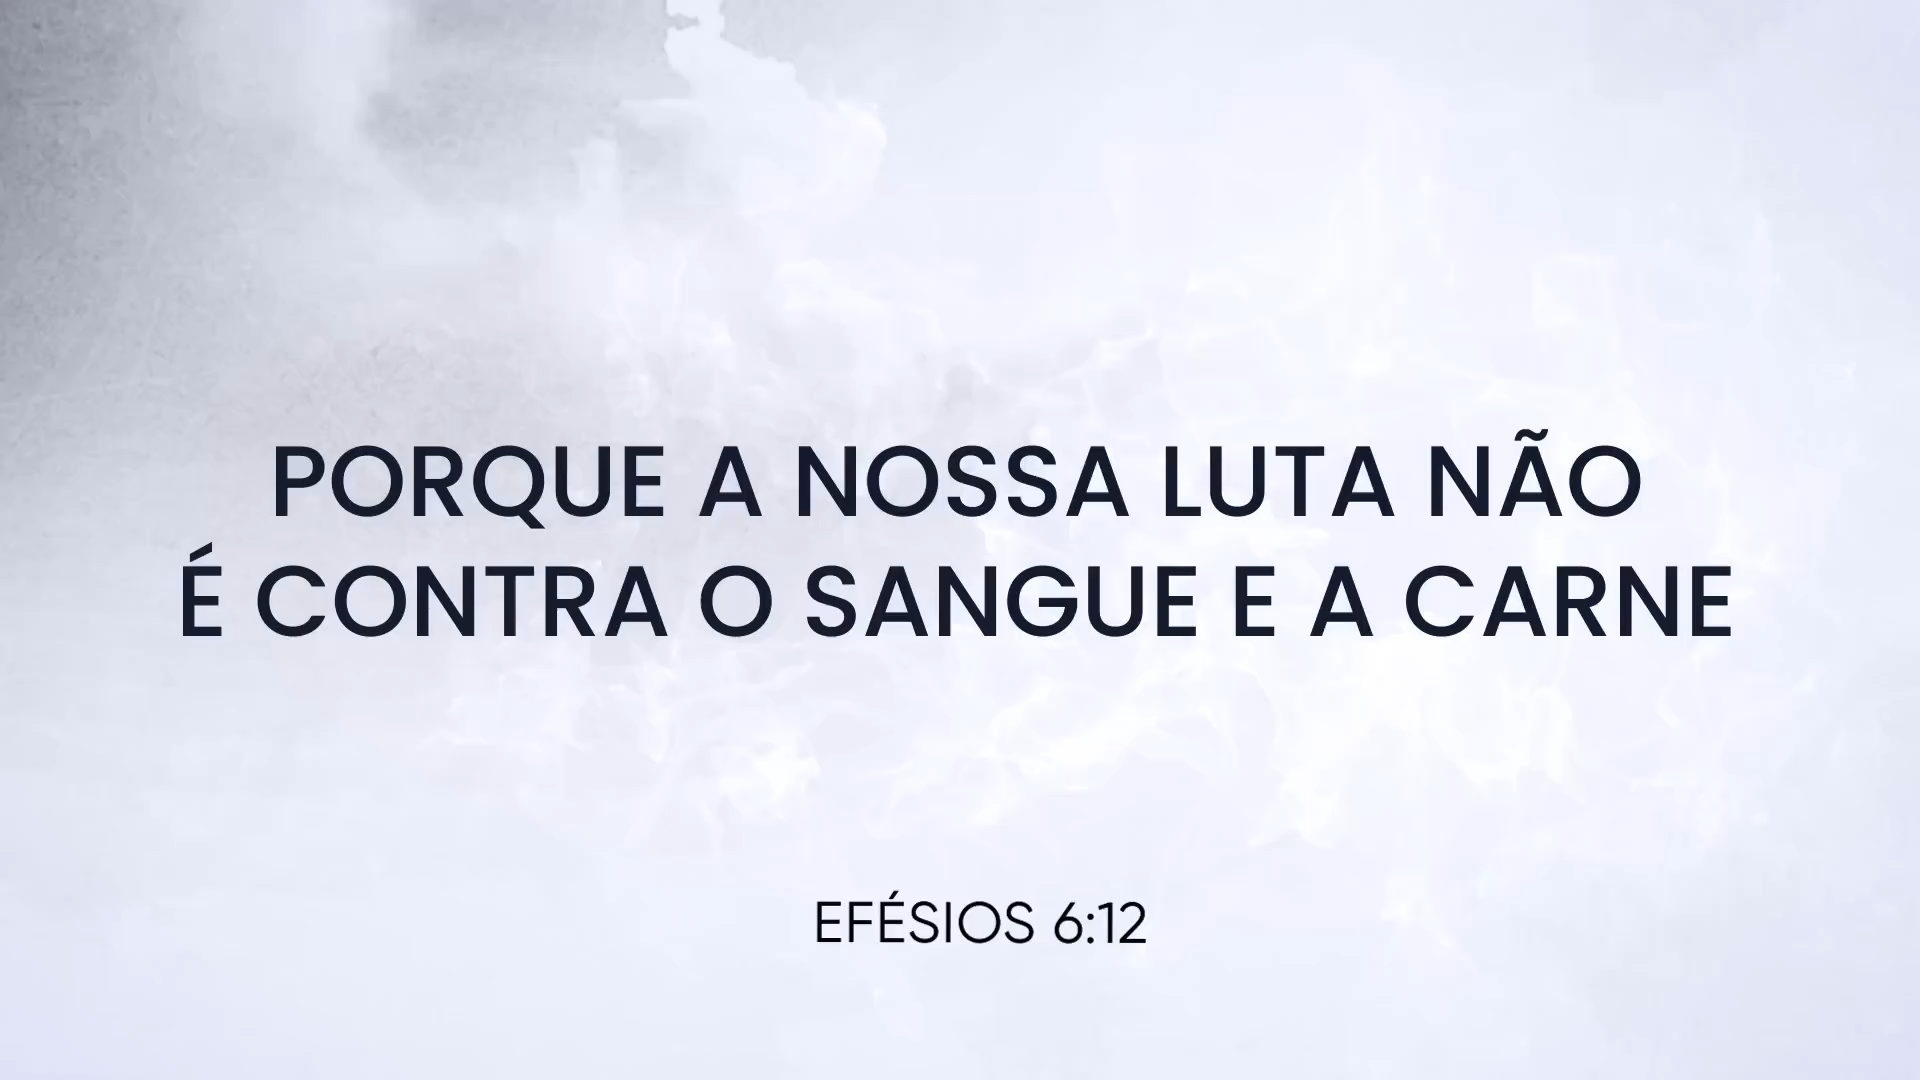 PORQUE A NOSSA LUTA NÃO
É CONTRA O SANGUE E A CARNE
EFÉSIOS 6:12